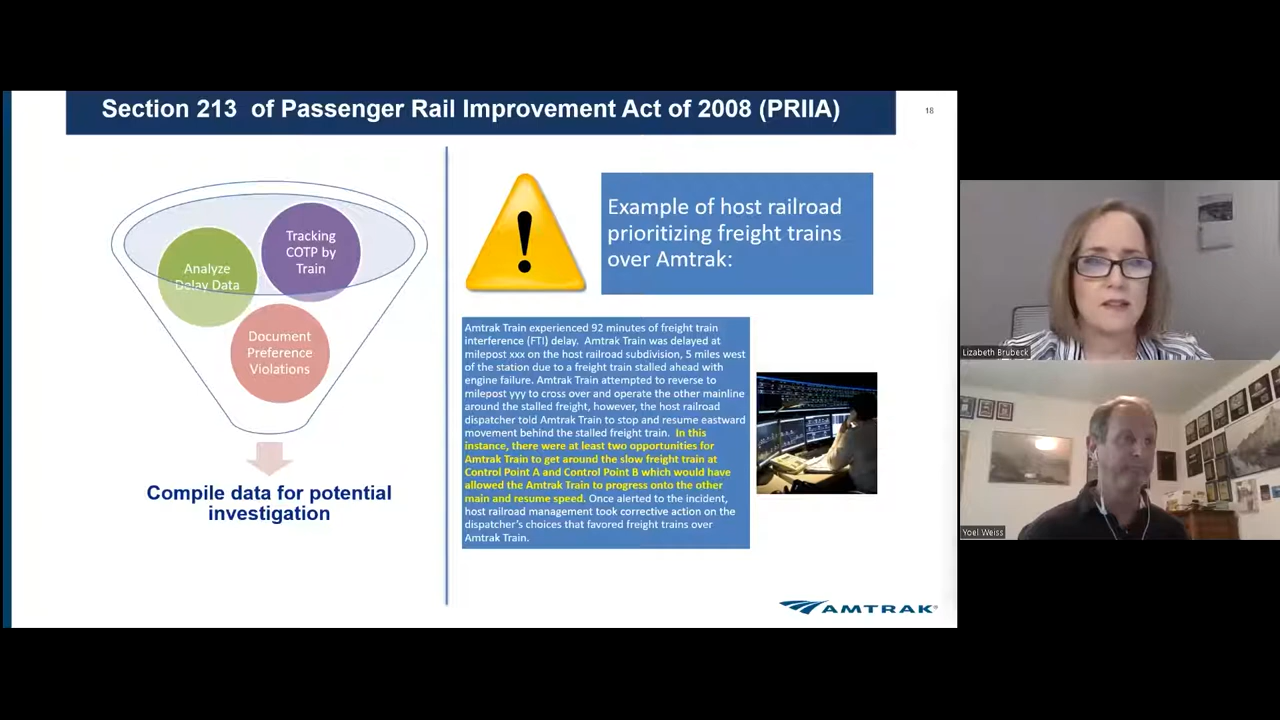 Section 213 of Passenger Rail Improvement Act of 2008 (PRIIA)
18
Tracking
COTP by
Train
Analyze
Delay Data
Document
Preference
Violations
Compile data for potential
investigation
Example of host railroad
prioritizing freight trains
over Amtrak:
Amtrak Train experienced 92 minutes of freight train
interference (FTI) delay. Amtrak Train was delayed at
milepost xxx on the host railroad subdivision, 5 miles west
of the station due to a freight train stalled ahead with
engine failure. Amtrak Train attempted to reverse to
milepost yyy to cross over and operate the other mainline
around the stalled freight, however, the host railroad
dispatcher told Amtrak Train to stop and resume eastward
movement behind the stalled freight train. In this
instance, there were at least two opportunities for
Amtrak Train to get around the slow freight train at
Control Point A and Control Point B which would have
allowed the Amtrak Train to progress onto the other
main and resume speed. Once alerted to the incident,
host railroad management took corrective action on the
dispatcher's choices that favored freight trains over
Amtrak Train.
AMTRAK
Lizabeth Brubeck
Yoel Weiss